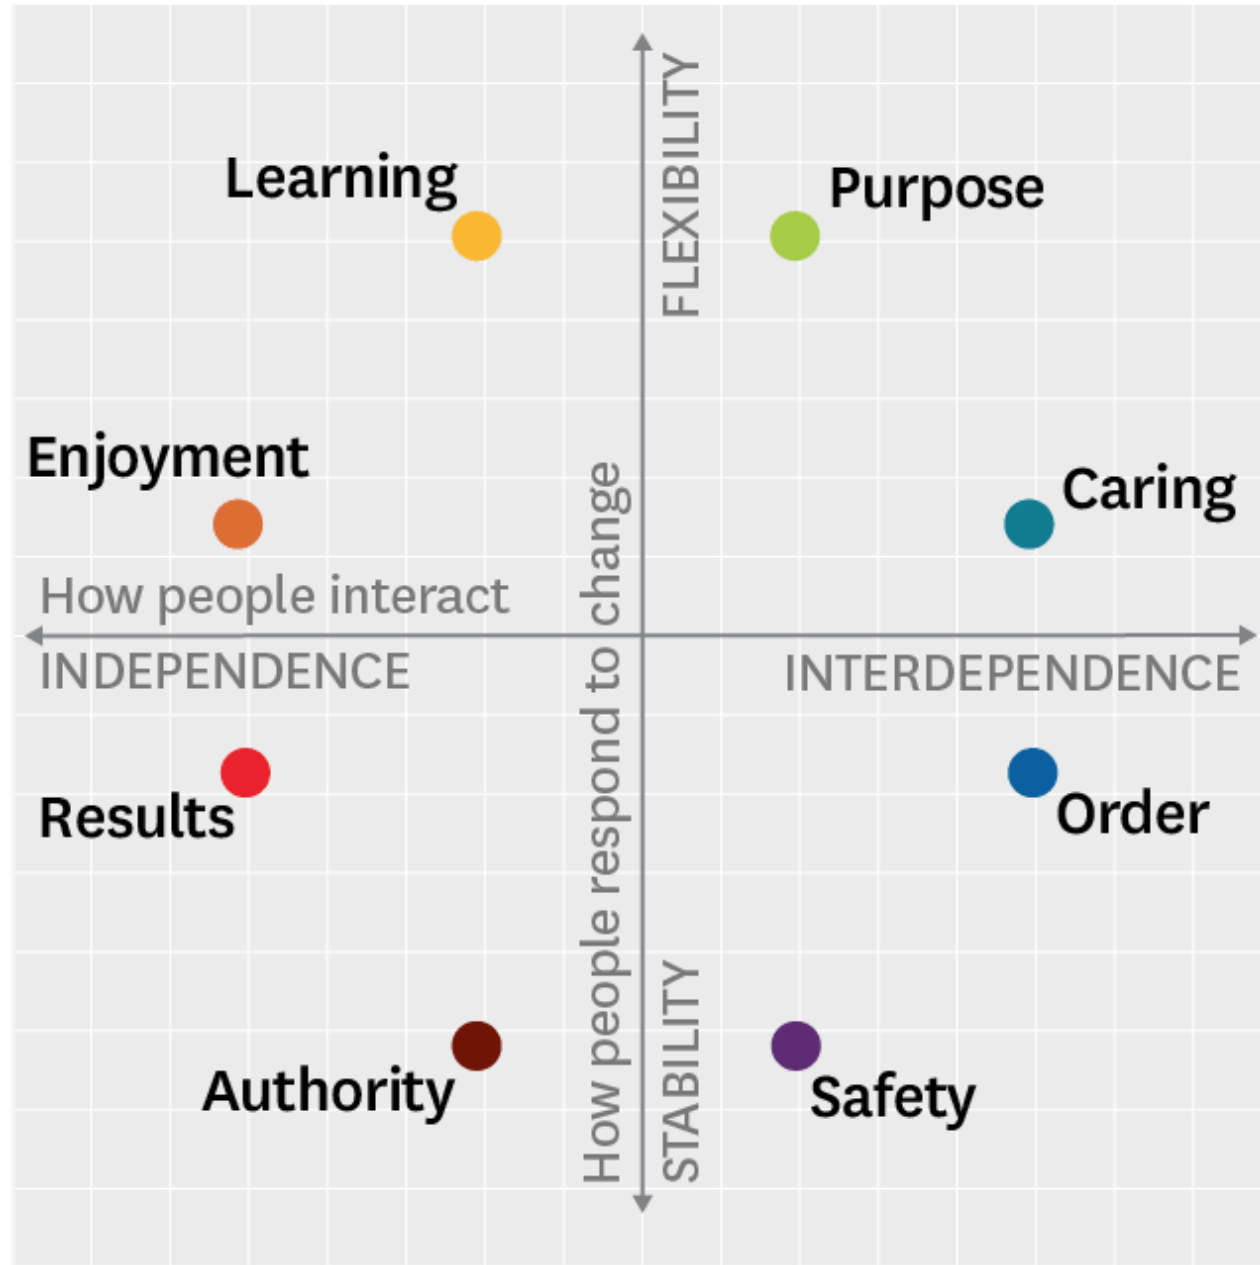 FLEXIBILITY
Learning
Purpose
Enjoyment
Caring
How people interact
How people respond to change
INDEPENDENCE
INTERDEPENDENCE
Results
Order
STABILITY
Authority
Safety